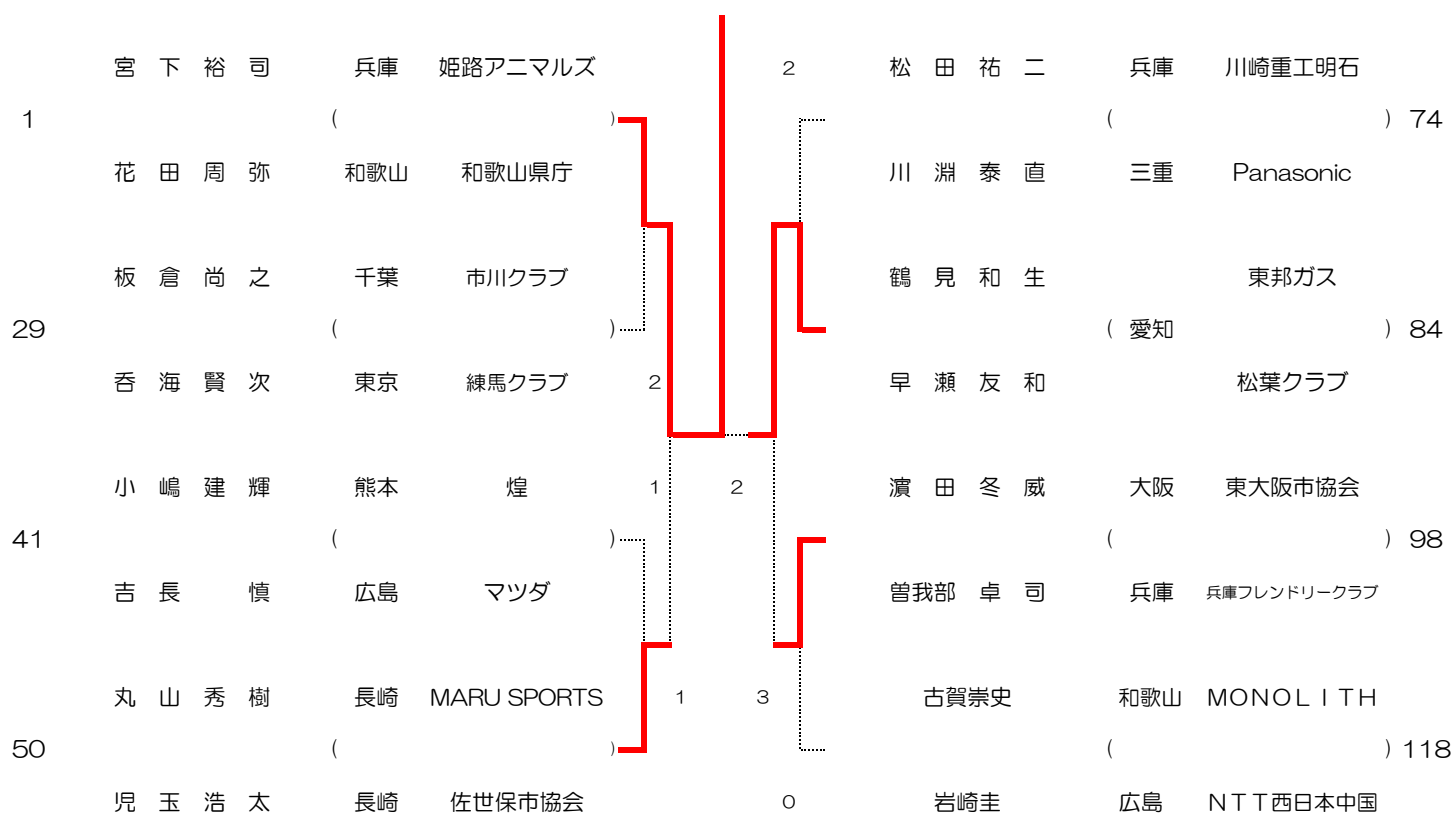 宮下裕司 兵庫 姫路アニマルズ 2 松田祐二 兵庫 川崎重工明石
1 ( ) ( ) 74
花田周弥 和歌山 和歌山県庁 川淵泰直 三重 Panasonic
板倉尚之 千葉 市川クラブ 鶴見和生 東邦ガス
29 ( ) ( 愛知 ) 84
呑海賢次 東京 練馬クラブ 2 早瀬友和 松葉クラブ
小嶋建輝 熊本 煌 1 2 濵田冬威 大阪 東大阪市協会
41 ( ) ( ) 98
吉長 慎 広島 マツダ 曽我部卓司 兵庫 兵庫フレンドリークラブ
丸山秀樹 長崎 MARU SPORTS 1 3 古賀崇史 和歌山 MONOLITH
50 ( ) ( ) 118
児玉浩太 長崎 佐世保市協会 0 岩崎圭 広島 NTT西日本中国